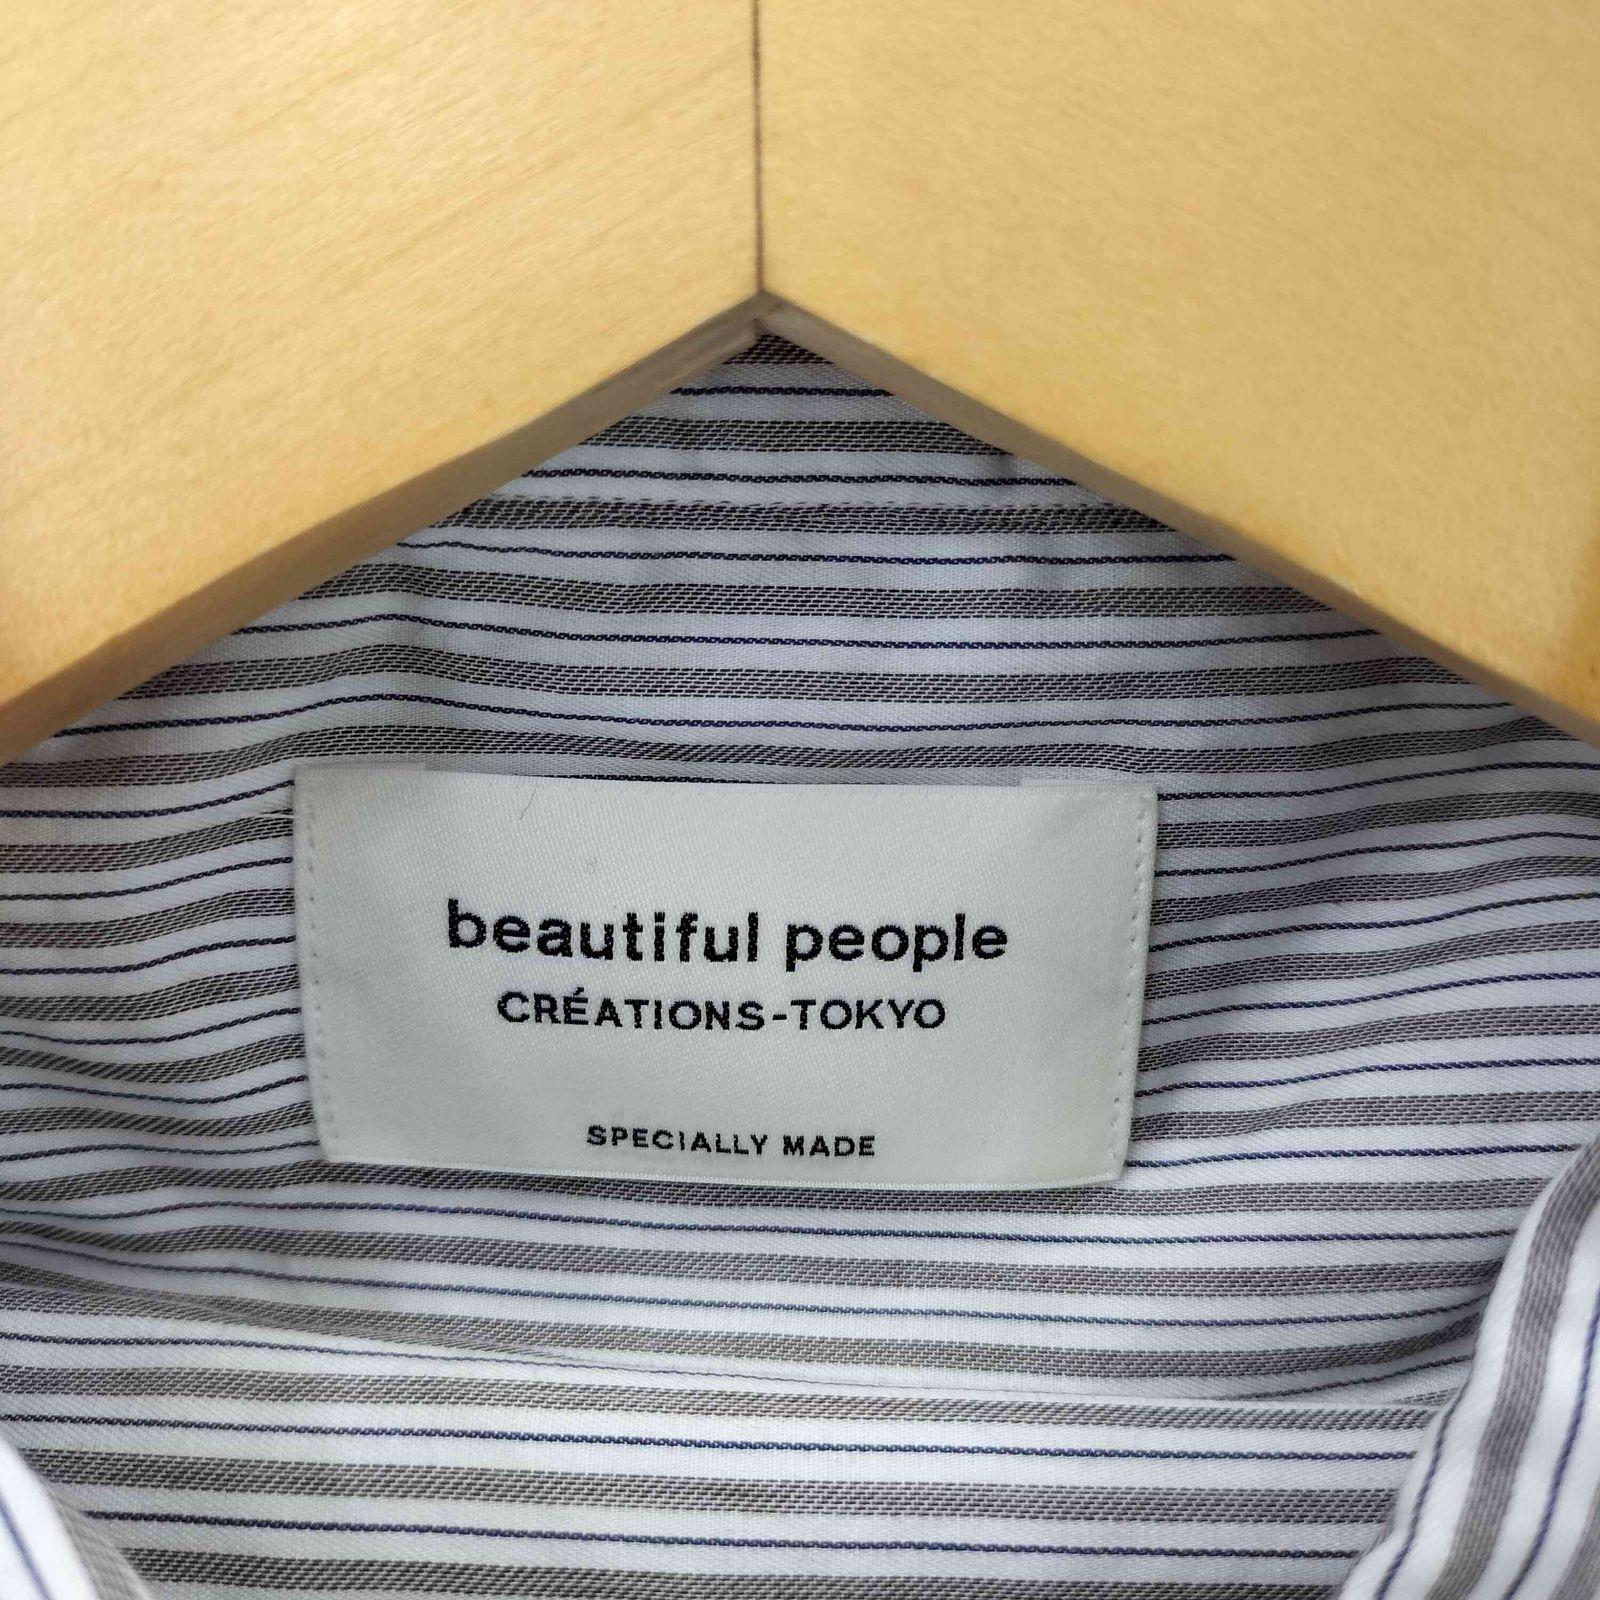 beautiful people
CRÉATIONS-TOKYO
SPECIALLY MADE